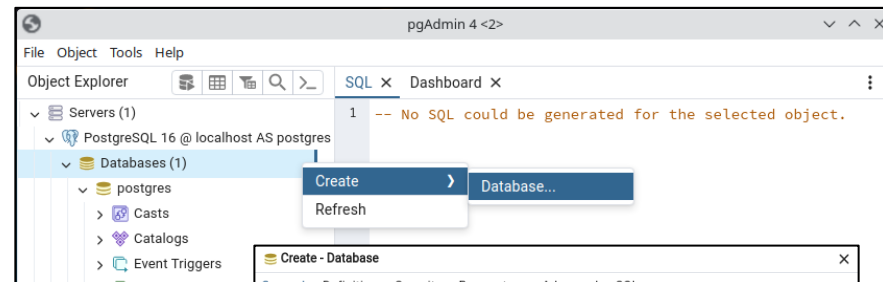 pgAdmin 4 <2>
File Object Tools Help
Object Explorer
SQL Dashboard
Servers (1)
1 -- No SQL could be generated for the selected object.
PostgreSQL 16 @ localhost AS postgres
Databases (1)
Create
Database...
postgres
Refresh
Casts
Catalogs
Event Triggers
Create - Database